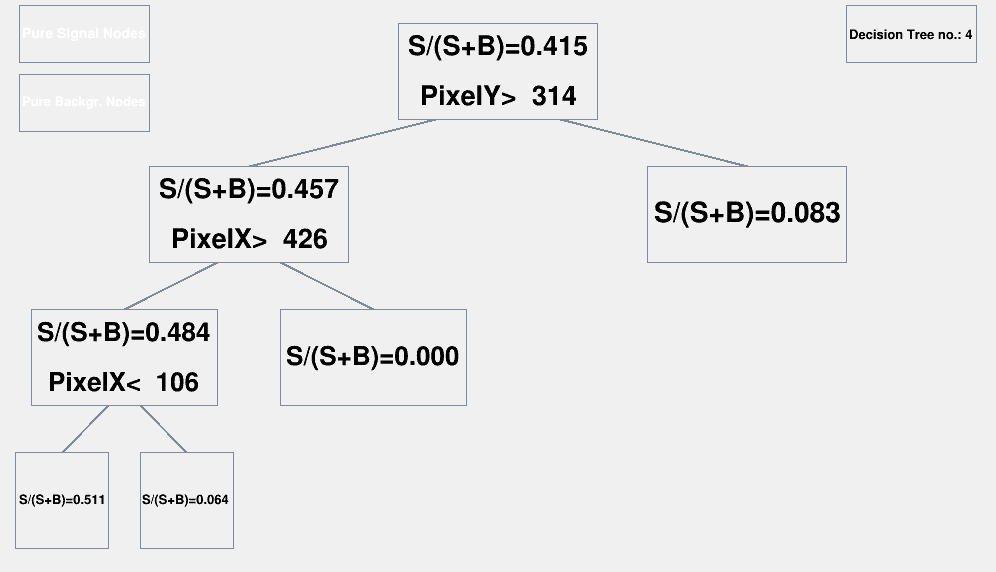 Pure Signal Nodes
Pure Backgr. Nodes
Decision Tree no.: 4
S/(S+B)=0.415
PixelY> 314
S/(S+B)=0.457
PixelX> 426
S/(S+B)=0.083
S/(S+B)=0.484
PixelX< 106
S/(S+B)=0.000
S/(S+B)=0.511
S/(S+B)=0.064